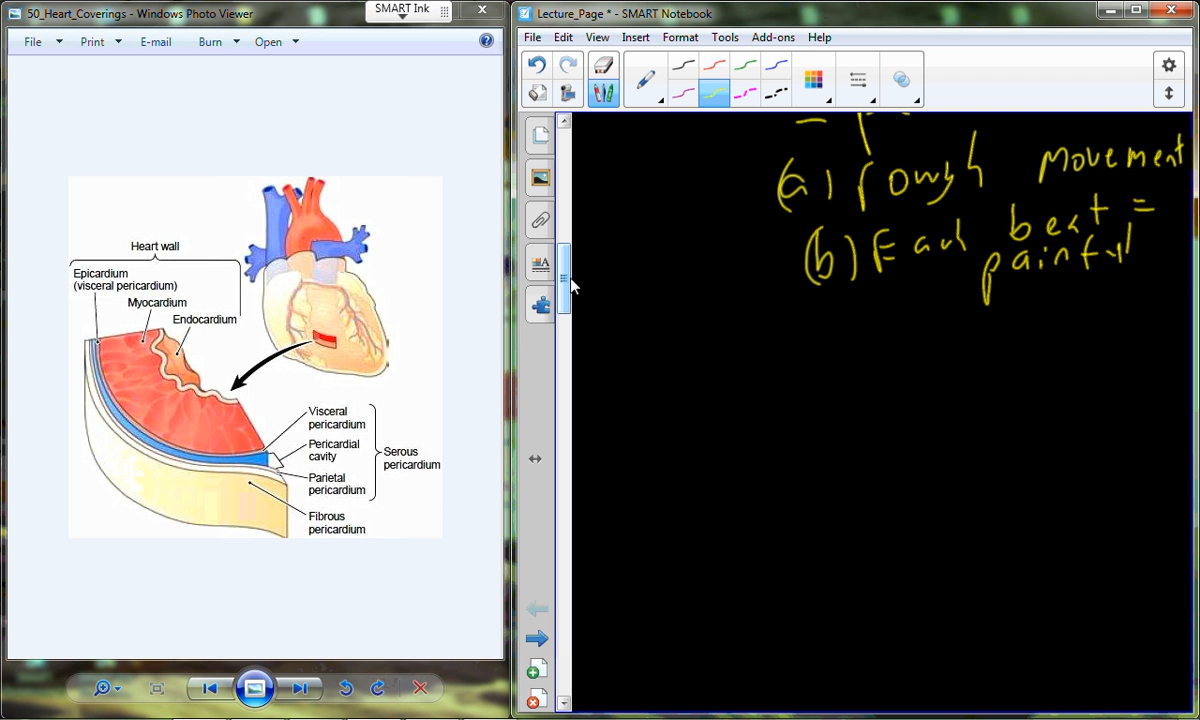 50_Heart_Coverings - Windows Photo Viewer
SMART Ink
File Print E-mail Burn Open
Heart wall
Epicardium
(visceral pericardium)
Myocardium
Endocardium
Visceral
pericardium
Pericardial
cavity
Serous
pericardium
Parietal
pericardium
Fibrous
pericardium
Lecture_Page * - SMART Notebook
File Edit View Insert Format Tools Add-ons Help
(a) rough movement
(b) Each beat =
painful